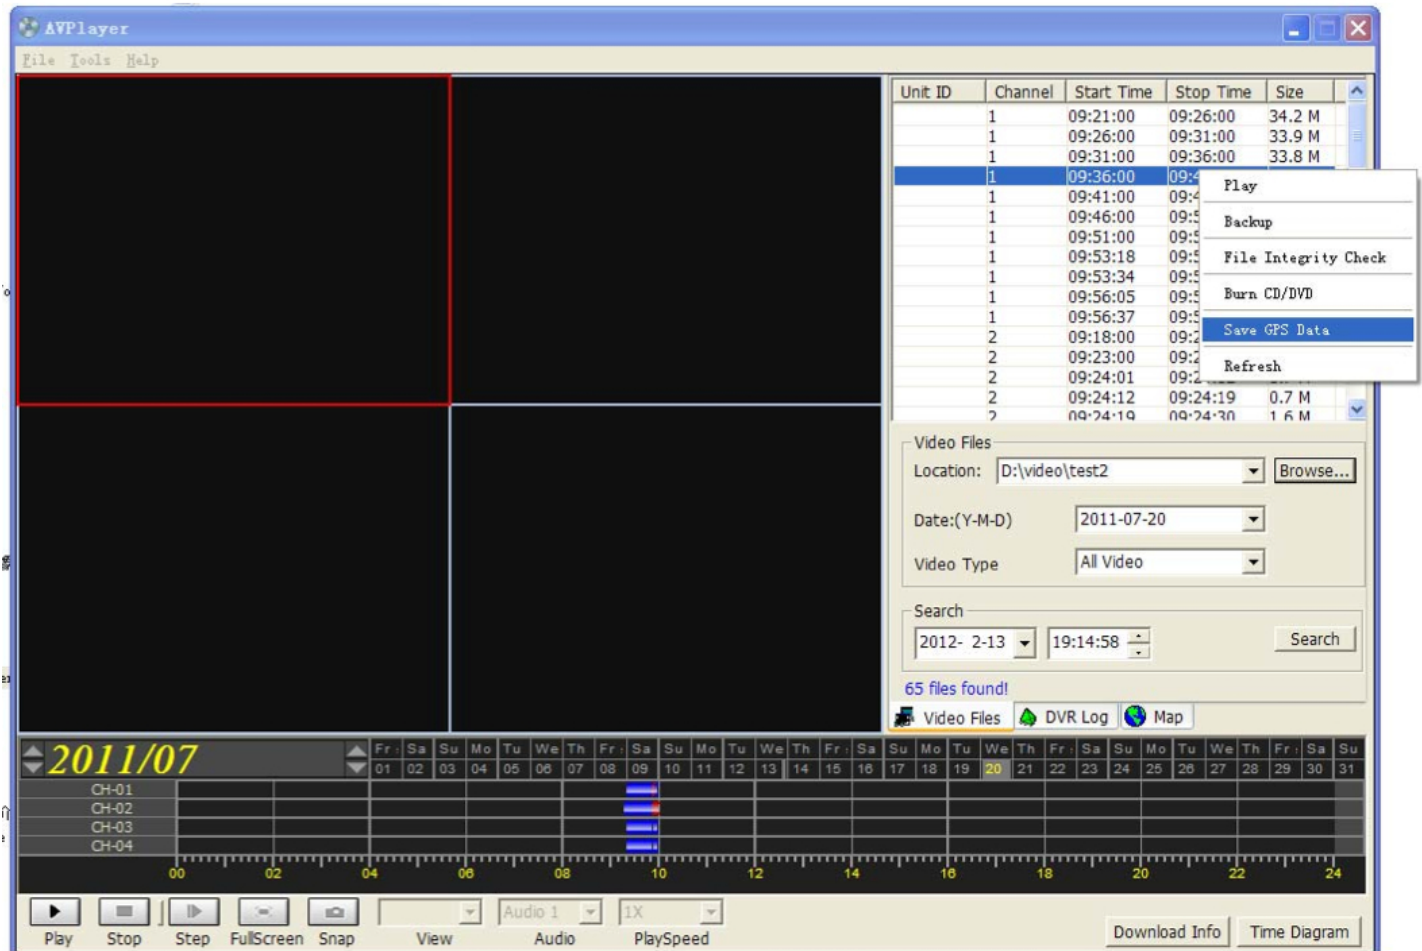 AVPlayer
File Tools Help
Unit ID Channel Start Time Stop Time Size
1 09:21:00 09:26:00 34.2 M
1 09:26:00 09:31:00 33.9 M
1 09:31:00 09:36:00 33.8 M
1 09:36:00
1 09:41:00
1 09:46:00
1 09:51:00
1 09:53:18
1 09:53:34
1 09:56:05
1 09:56:37
2 09:18:00
2 09:23:00
2 09:24:01
2 09:24:12 09:24:19 0.7 M
2 09:24:19 09:24:30 1.6 M
Play
Backup
File Integrity Check
Burn CD/DVD
Save GPS Data
Refresh
Video Files
Location: D:\video\test2 Browse...
Date:(Y-M-D) 2011-07-20
Video Type All Video
Search
2012- 2-13 19:14:58 Search
65 files found!
Video Files DVR Log Map
2011/07
Fr Sa Su Mo Tu We Th Fr Sa Su Mo Tu We Th Fr Sa Su Mo Tu We Th Fr Sa Su Mo Tu We Th Fr Sa Su
01 02 03 04 05 06 07 08 09 10 11 12 13 14 15 16 17 18 19 20 21 22 23 24 25 26 27 28 29 30 31
CH-01
CH-02
CH-03
CH-04
00 02 04 06 08 10 12 14 16 18 20 22 24
Audio 1 1X
Play Stop Step FullScreen Snap View Audio PlaySpeed
Download Info Time Diagram